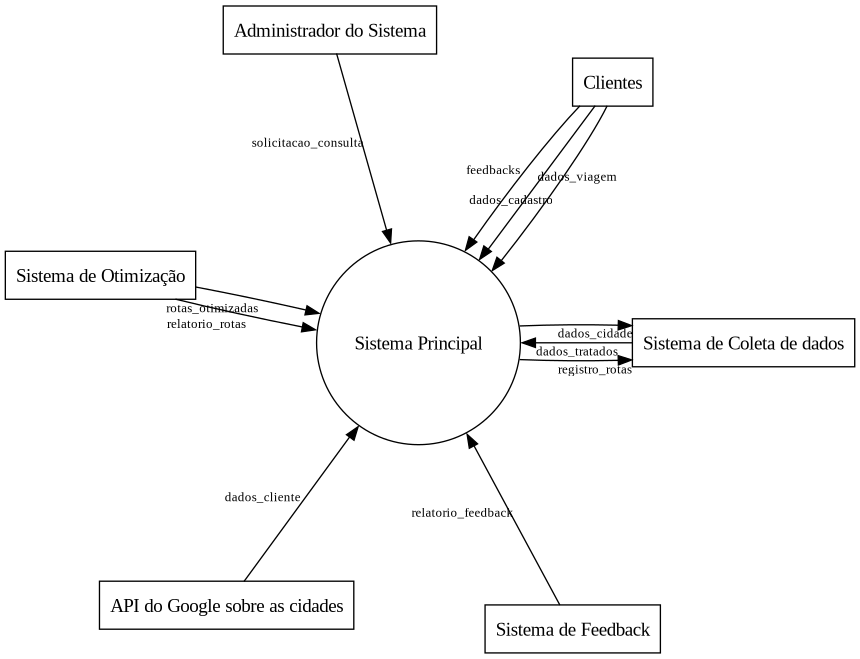 Administrador do Sistema
Clientes
solicitacao_consulta
feedbacks
dados_viagem
dados_cadastro
Sistema de Otimização
rotas_otimizadas
relatorio_rotas
Sistema Principal
dados_cidade
Sistema de Coleta de dados
dados_tratados
registro_rotas
dados_cliente
relatorio_feedback
API do Google sobre as cidades
Sistema de Feedback